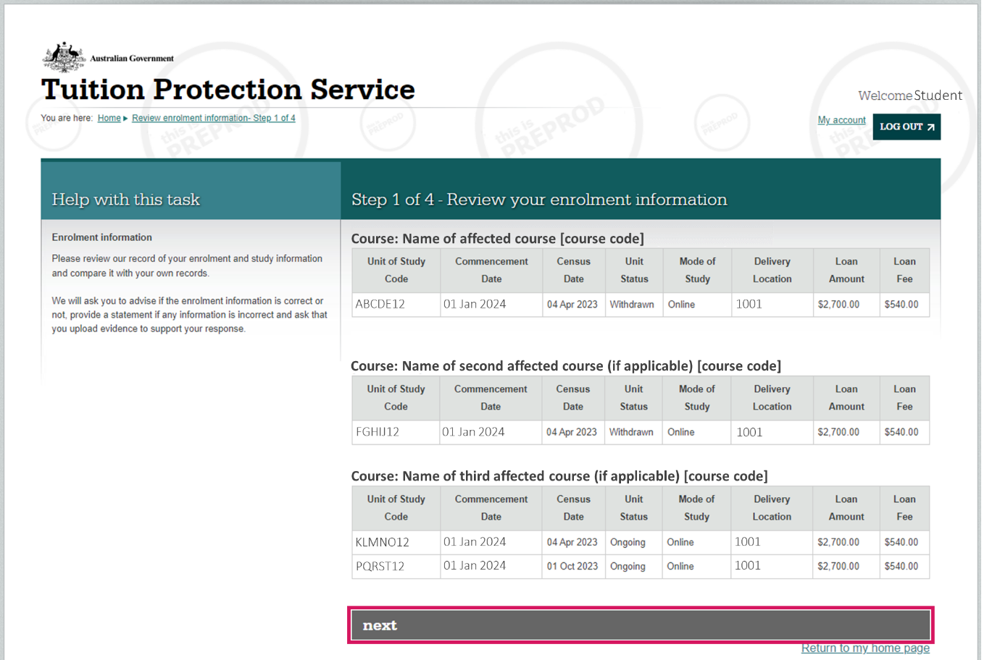 Australian Government
Tuition Protection Service
Welcome Student
You are here: Home ▸ Review enrolment information- Step 1 of 4
My account
LOG OUT
this is PREPROD
this is PREPROD
this is PREPROD
PREPROD
PREPROD
Help with this task
Enrolment information
Please review our record of your enrolment and study information
and compare it with your own records.
We will ask you to advise if the enrolment information is correct or
not, provide a statement if any information is incorrect and ask that
you upload evidence to support your response.
Step 1 of 4 - Review your enrolment information
Course: Name of affected course [course code]
Unit of Study Code Commencement Date Census Date Unit Status Mode of Study Delivery Location Loan Amount Loan Fee
ABCDE12 01 Jan 2024 04 Apr 2023 Withdrawn Online 1001 $2,700.00 $540.00
Course: Name of second affected course (if applicable) [course code]
Unit of Study Code Commencement Date Census Date Unit Status Mode of Study Delivery Location Loan Amount Loan Fee
FGHIJ12 01 Jan 2024 04 Apr 2023 Withdrawn Online 1001 $2,700.00 $540.00
Course: Name of third affected course (if applicable) [course code]
Unit of Study Code Commencement Date Census Date Unit Status Mode of Study Delivery Location Loan Amount Loan Fee
KLMNO12 01 Jan 2024 04 Apr 2023 Ongoing Online 1001 $2,700.00 $540.00
PQRST12 01 Jan 2024 01 Oct 2023 Ongoing Online 1001 $2,700.00 $540.00
next
Return to my home page